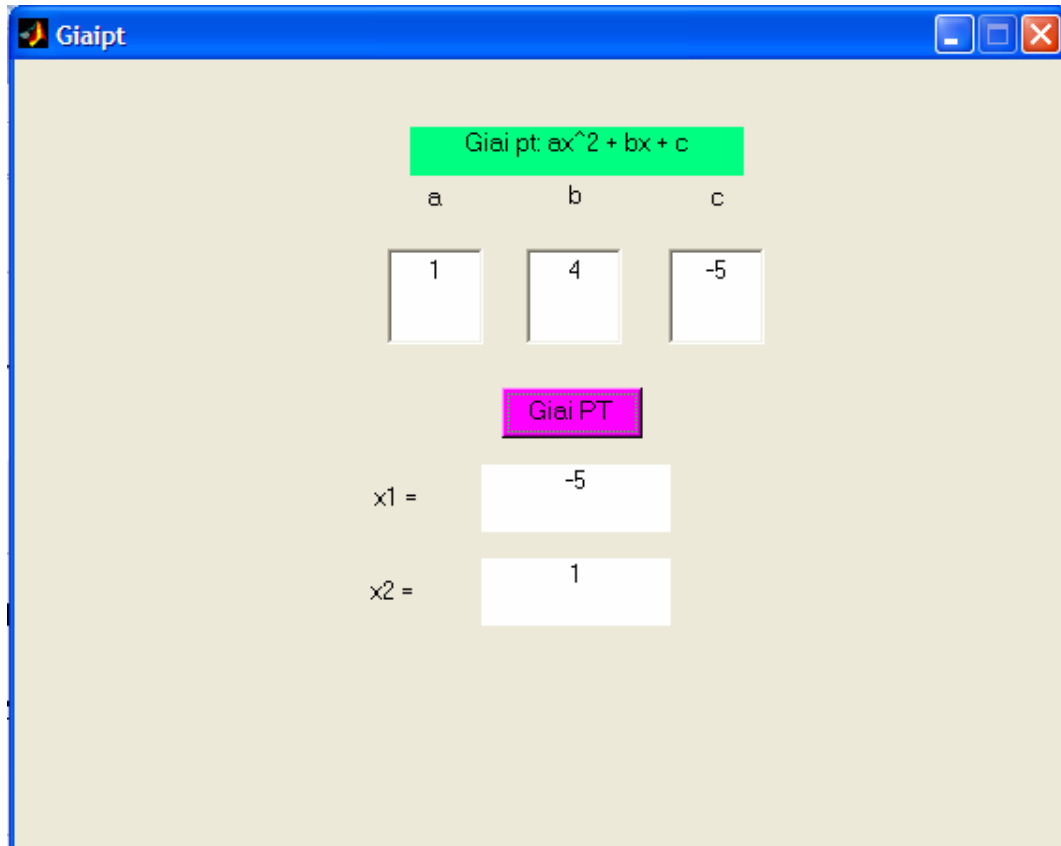 Giaipt
Giai pt: ax^2 + bx + c
a b c
1 4 -5
Giai PT
x1 = -5
x2 = 1